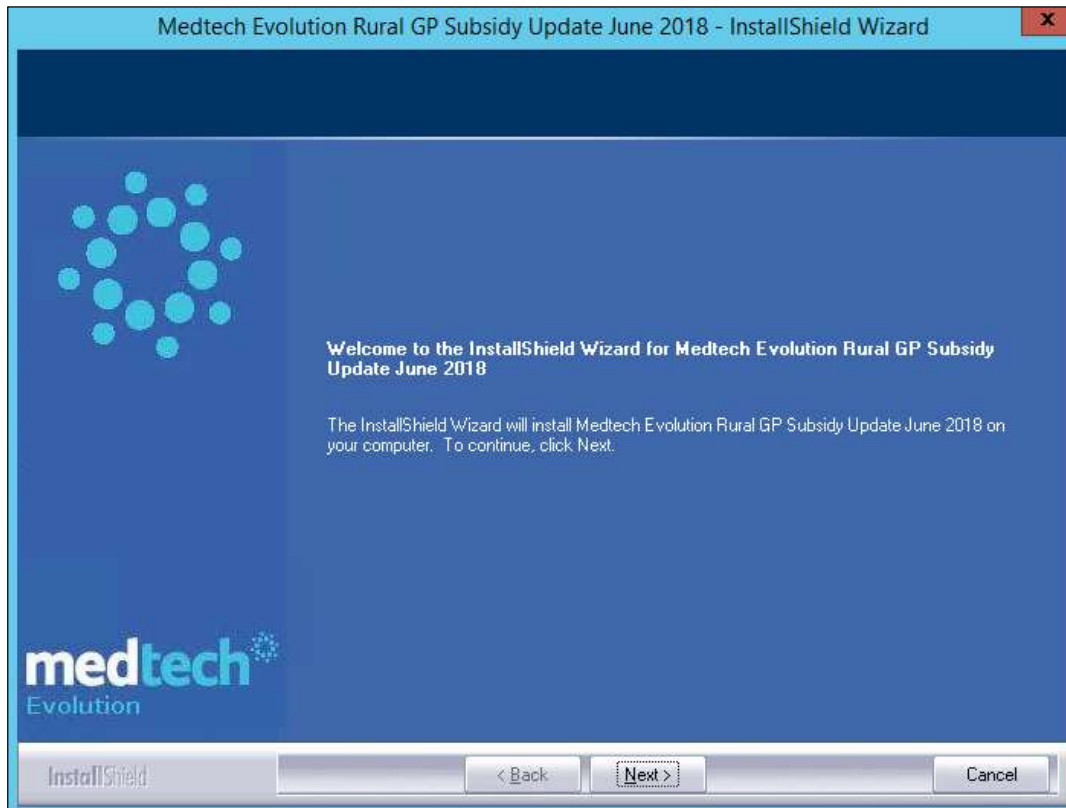 Medtech Evolution Rural GP Subsidy Update June 2018 - InstallShield Wizard
x
Welcome to the InstallShield Wizard for Medtech Evolution Rural GP Subsidy
Update June 2018
The InstallShield Wizard will install Medtech Evolution Rural GP Subsidy Update June 2018 on
your computer. To continue, click Next.
medtech
Evolution
InstallShield
< Back
Next >
Cancel